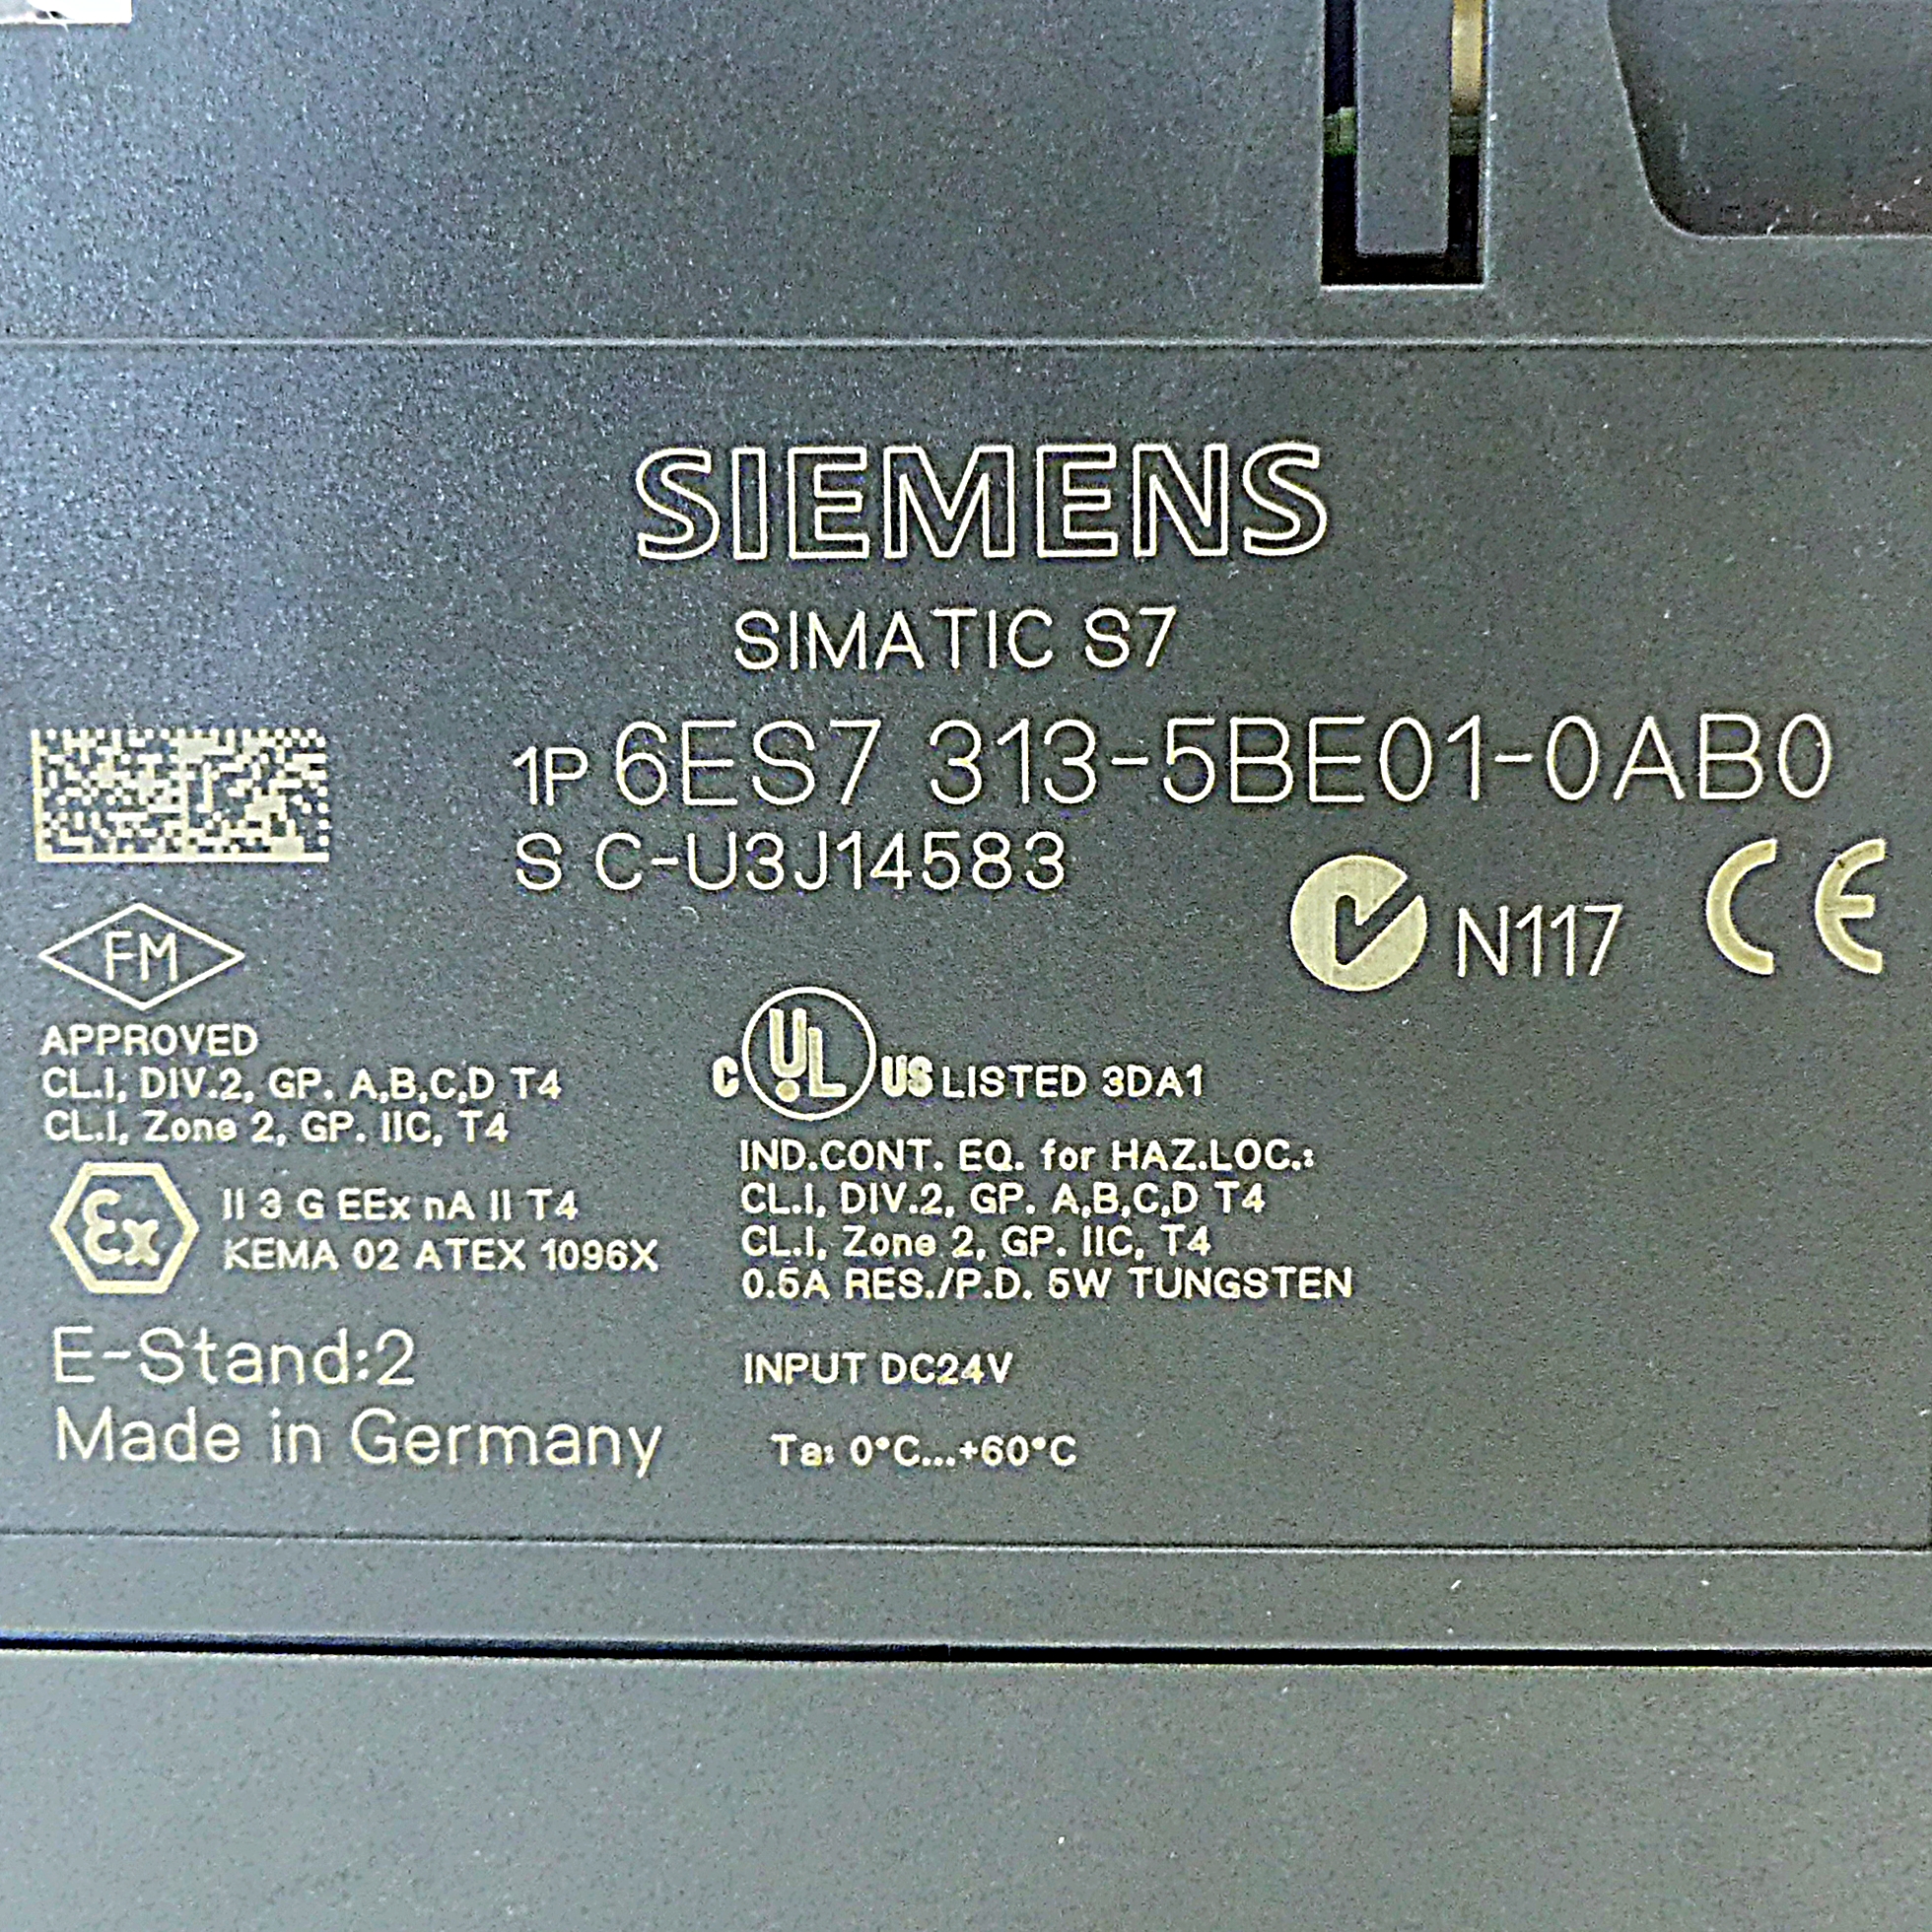 SIEMENS
SIMATIC S7
1P 6ES7 313-5BE01-0AB0
S C-U3J14583
N117 CE
FM
APPROVED
CL.I, DIV.2, GP. A,B,C,D T4
CL.I, Zone 2, GP. IIC, T4
Ex II 3 G EEx nA II T4
KEMA 02 ATEX 1096X
E-Stand:2
Made in Germany
C UL US LISTED 3DA1
IND.CONT. EQ. for HAZ.LOC.:
CL.I, DIV.2, GP. A,B,C,D T4
CL.I, Zone 2, GP. IIC, T4
0.5A RES./P.D. 5W TUNGSTEN
INPUT DC24V
Ta: 0°C...+60°C